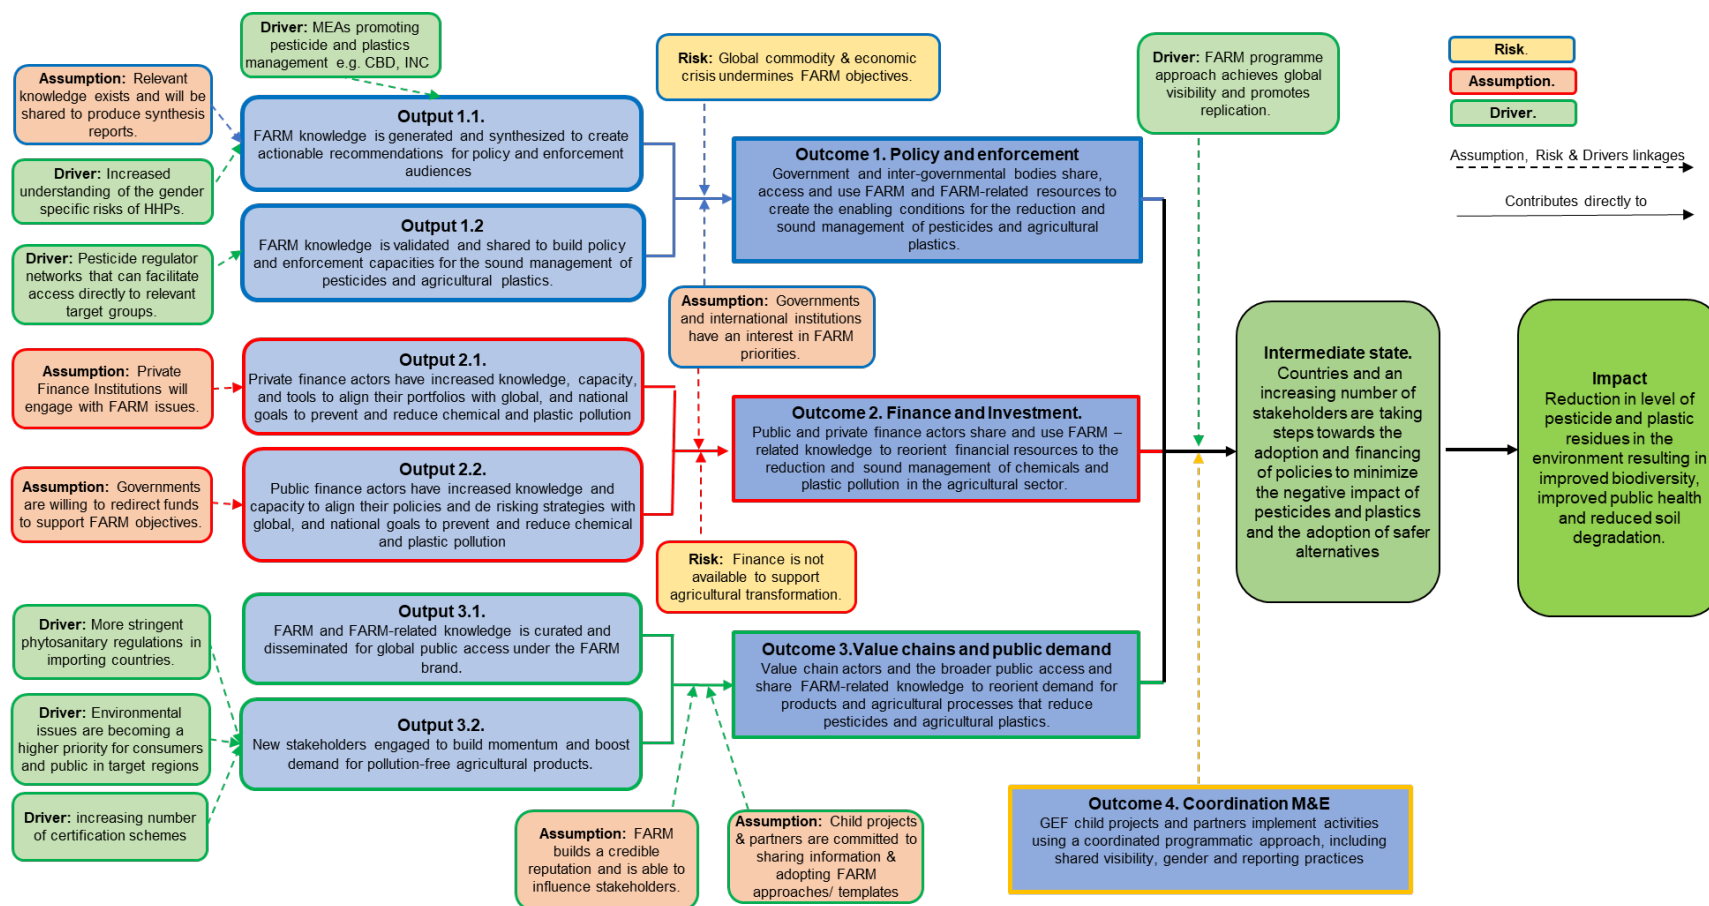 Driver: MEAs promoting
pesticide and plastics
management e.g. CBD, INC
Assumption: Relevant
knowledge exists and will be
shared to produce synthesis
reports.
Driver: Increased
understanding of the gender
specific risks of HHPs.
Driver: Pesticide regulator
networks that can facilitate
access directly to relevant
target groups.
Output 1.1.
FARM knowledge is generated and synthesized to create
actionable recommendations for policy and enforcement
audiences
Output 1.2
FARM knowledge is validated and shared to build policy
and enforcement capacities for the sound management of
pesticides and agricultural plastics.
Risk: Global commodity & economic
crisis undermines FARM objectives.
Outcome 1. Policy and enforcement
Government and inter-governmental bodies share,
access and use FARM and FARM-related resources to
create the enabling conditions for the reduction and
sound management of pesticides and agricultural
plastics.
Assumption: Governments
and international institutions
have an interest in FARM
priorities.
Assumption: Private
Finance Institutions will
engage with FARM issues.
Assumption: Governments
are willing to redirect funds
to support FARM objectives.
Output 2.1.
Private finance actors have increased knowledge, capacity,
and tools to align their portfolios with global, and national
goals to prevent and reduce chemical and plastic pollution
Output 2.2.
Public finance actors have increased knowledge and
capacity to align their policies and de risking strategies with
global, and national goals to prevent and reduce chemical
and plastic pollution
Outcome 2. Finance and Investment.
Public and private finance actors share and use FARM –
related knowledge to reorient financial resources to the
reduction and sound management of chemicals and
plastic pollution in the agricultural sector.
Risk: Finance is not
available to support
agricultural transformation.
Driver: More stringent
phytosanitary regulations in
importing countries.
Driver: Environmental
issues are becoming a
higher priority for consumers
and public in target regions
Driver: increasing number
of certification schemes
Output 3.1.
FARM and FARM-related knowledge is curated and
disseminated for global public access under the FARM
brand.
Output 3.2.
New stakeholders engaged to build momentum and boost
demand for pollution-free agricultural products.
Outcome 3.Value chains and public demand
Value chain actors and the broader public access and
share FARM-related knowledge to reorient demand for
products and agricultural processes that reduce
pesticides and agricultural plastics.
Assumption: FARM
builds a credible
reputation and is able to
influence stakeholders.
Assumption: Child projects
& partners are committed to
sharing information &
adopting FARM
approaches/ templates
Driver: FARM programme
approach achieves global
visibility and promotes
replication.
Outcome 4. Coordination M&E
GEF child projects and partners implement activities
using a coordinated programmatic approach, including
shared visibility, gender and reporting practices
Intermediate state.
Countries and an
increasing number of
stakeholders are taking
steps towards the
adoption and financing
of policies to minimize
the negative impact of
pesticides and plastics
and the adoption of safer
alternatives
Impact
Reduction in level of
pesticide and plastic
residues in the
environment resulting in
improved biodiversity,
improved public health
and reduced soil
degradation.
Risk.
Assumption.
Driver.
Assumption, Risk & Drivers linkages
Contributes directly to